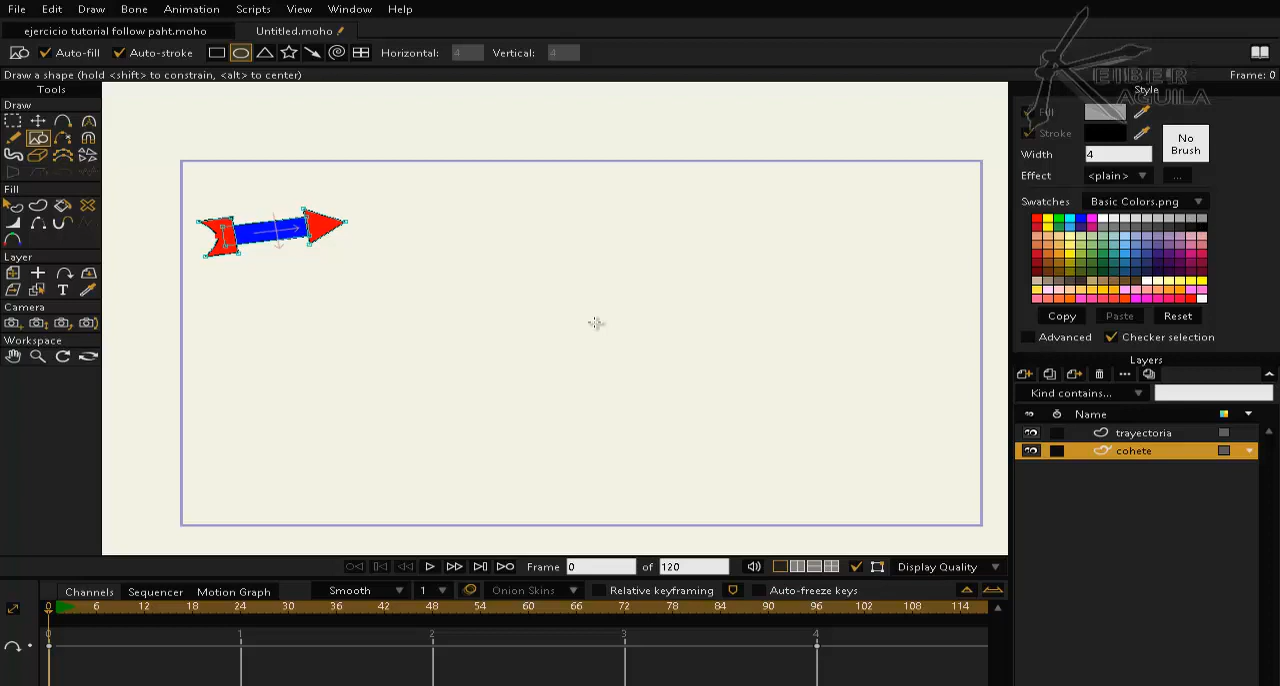 File Edit Draw Bone Animation Scripts View Window Help
ejercicio tutorial follow paht.moho Untitled.moho
Auto-fill Auto-stroke Horizontal: 4 Vertical: 4
Draw a shape (hold <shift> to constrain, <alt> to center) Frame: 0
KEIBER
AGUILA
Tools Style
Draw
Fill
Stroke
No
Brush
Width 4
Effect <plain> ...
Fill
Swatches Basic Colors.png
Layer
T
Camera
Copy Paste Reset
Workspace
Advanced Checker selection
Layers
Kind contains...
Name
trayectoria
cohete
Frame 0 of 120 Display Quality
Channels Sequencer Motion Graph Smooth 1 Onion Skins Relative keyframing Auto-freeze keys
0 6 12 18 24 30 36 42 48 54 60 66 72 78 84 90 96 102 108 114
0 1 2 3 4